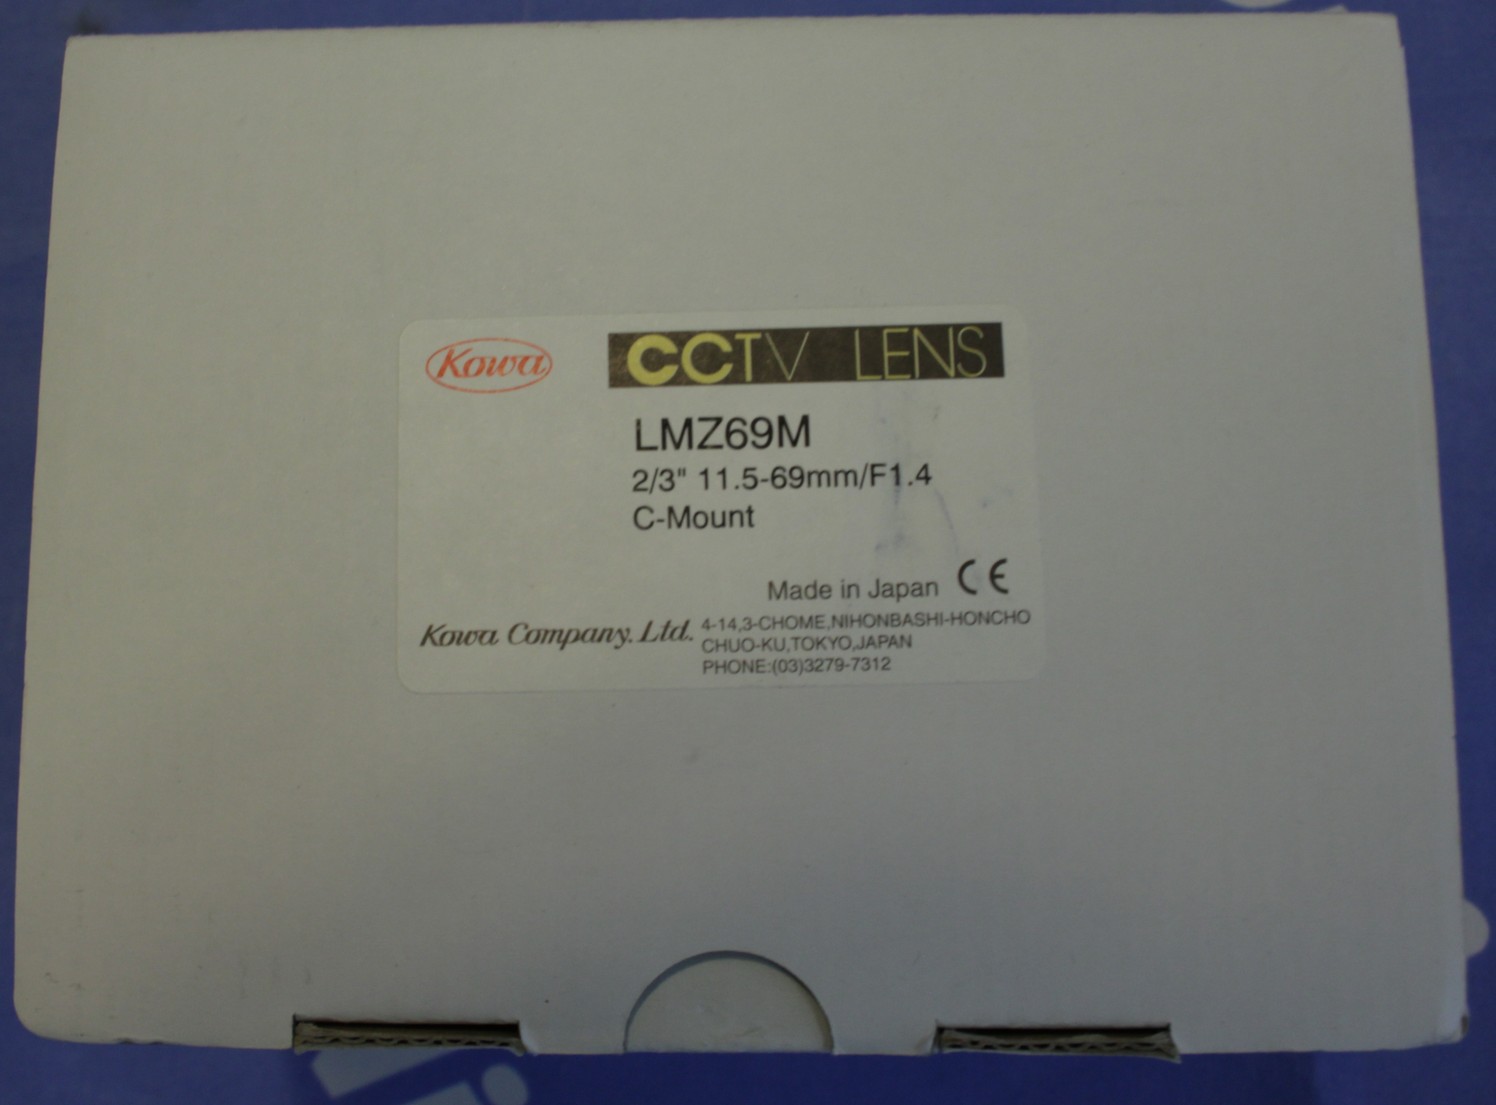 Kowa
CCTV LENS
LMZ69M
2/3" 11.5-69mm/F1.4
C-Mount
Made in Japan CE
Kowa Company. Ltd. 4-14,3-CHOME,NIHONBASHI-HONCHO
CHUO-KU,TOKYO,JAPAN
PHONE:(03)3279-7312